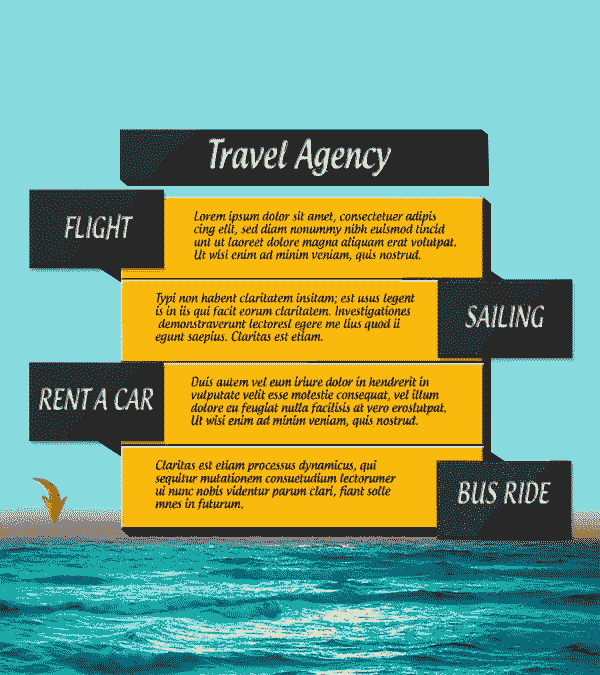 Travel Agency
FLIGHT
Lorem ipsum dolor sit amet, consectetuer adipis
cing elit, sed diam nonummy nibh euismod tincid
unt ut laoreet dolore magna aliquam erat volutpat.
Ut wisi enim ad minim veniam, quis nostrud.
Typi non habent claritatem insitam; est usus legent
is in iis qui facit eorum claritatem. Investigationes
demonstraverunt lectoresl egere me lius quod ii
egunt saepius. Claritas est etiam.
SAILING
RENT A CAR
Duis autem vel eum iriure dolor in hendrerit in
vulputate velit esse molestie consequat, vel illum
dolore eu feugiat nulla facilisis at vero eroslutpat.
Ut wisi enim ad minim veniam, quis nostrud.
Claritas est etiam processus dynamicus, qui
sequitur mutationem consuetudium lectorumer
ui nunc nobis videntur parum clari, fiant solle
mnes in futurum.
BUS RIDE